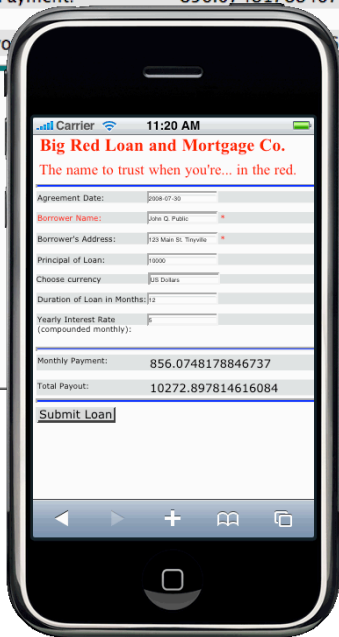 ayment:
Carrier 11:20 AM
Big Red Loan and Mortgage Co.
The name to trust when you're... in the red.
Agreement Date: 2008-07-30
Borrower Name: John Q. Public *
Borrower's Address: 123 Main St. Tinyville *
Principal of Loan: 10000
Choose currency US Dollars
Duration of Loan in Months: 12
Yearly Interest Rate 5
(compounded monthly):
Monthly Payment: 856.0748178846737
Total Payout: 10272.897814616084
Submit Loan